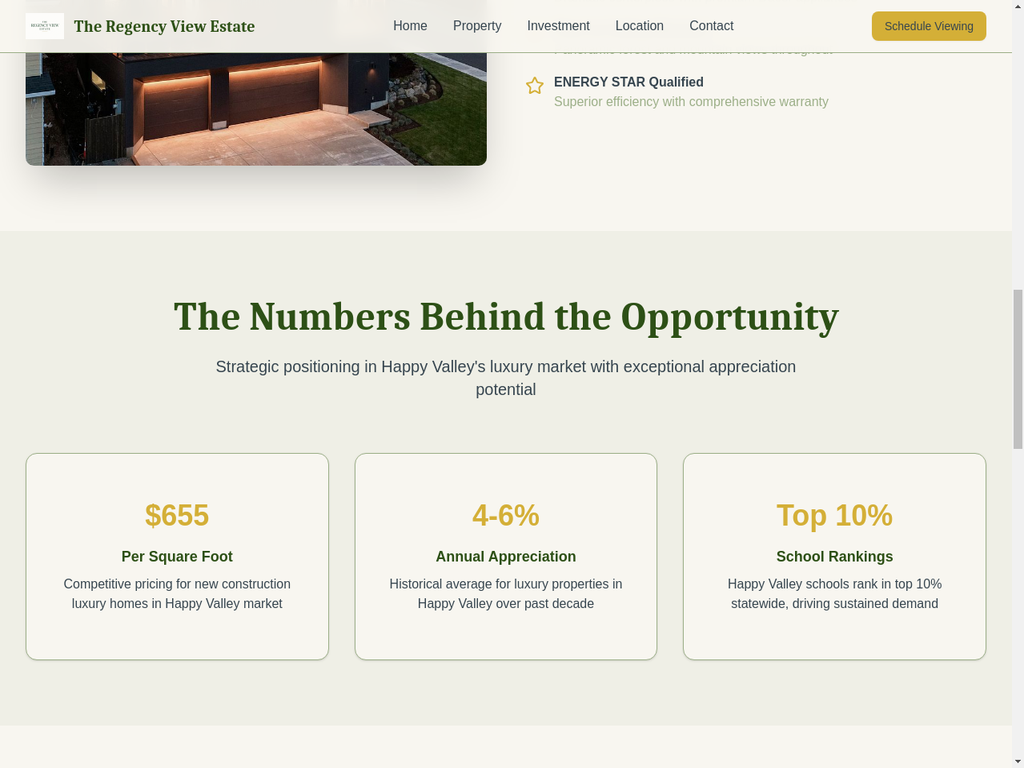 THE
REGENCY VIEW
ESTATE
The Regency View Estate
Home
Property
Investment
Location
Contact
Schedule Viewing
ENERGY STAR Qualified
Superior efficiency with comprehensive warranty
The Numbers Behind the Opportunity
Strategic positioning in Happy Valley's luxury market with exceptional appreciation
potential
$655
Per Square Foot
Competitive pricing for new construction
luxury homes in Happy Valley market
4-6%
Annual Appreciation
Historical average for luxury properties in
Happy Valley over past decade
Top 10%
School Rankings
Happy Valley schools rank in top 10%
statewide, driving sustained demand